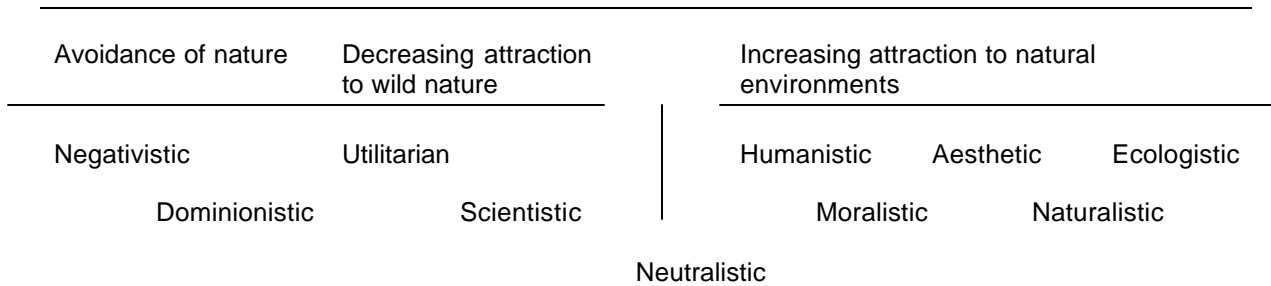 Avoidance of nature Decreasing attraction Increasing attraction to natural
to wild nature environments
Negativistic Utilitarian Humanistic Aesthetic Ecologistic
Dominionistic Scientistic Moralistic Naturalistic
Neutralistic